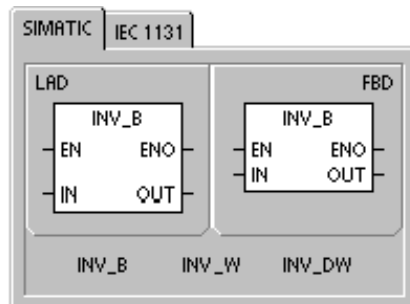 SIMATIC IEC 1131
LAD FBD
INV_B
EN ENO
IN OUT
INV_B
EN ENO
IN OUT
INV_B INV_W INV_DW